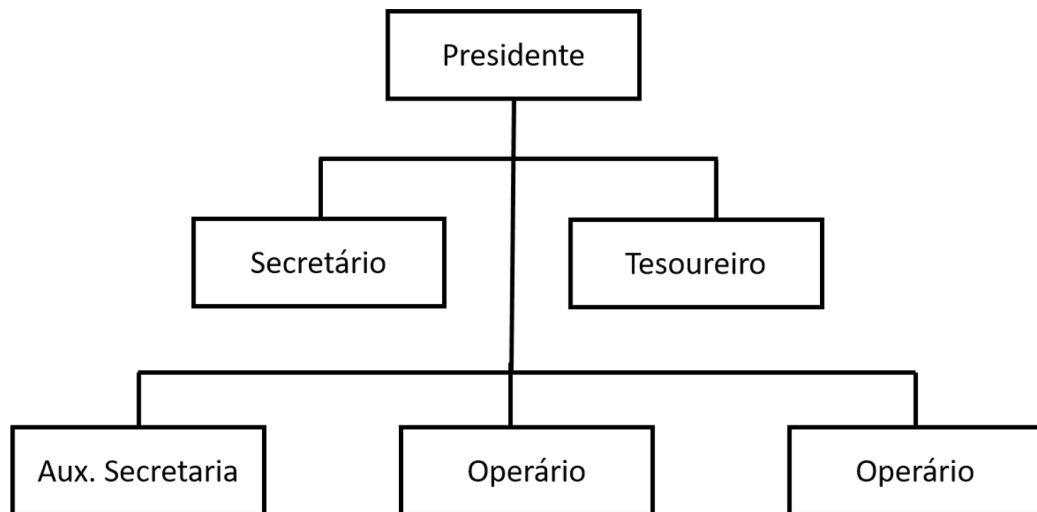 Presidente
Secretário
Tesoureiro
Aux. Secretaria
Operário
Operário